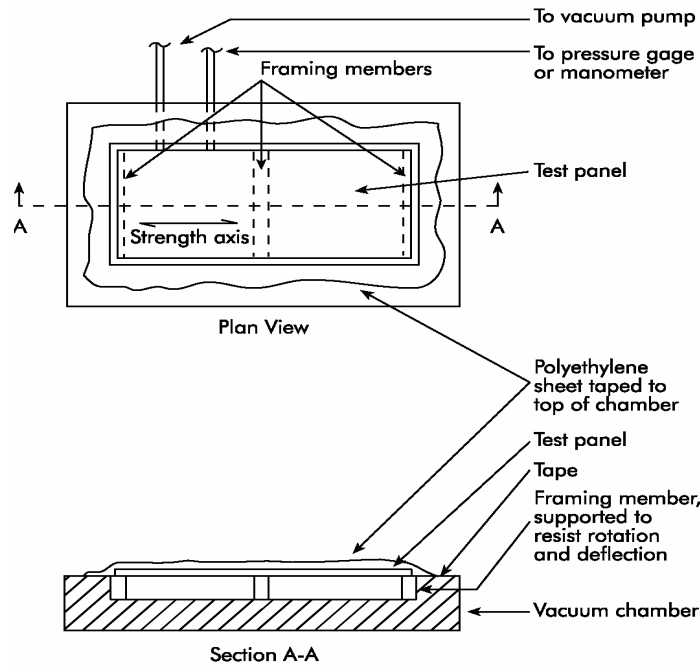 To vacuum pump
To pressure gage
or manometer
Framing members
Test panel
A
A
Strength axis
Plan View
Polyethylene
sheet taped to
top of chamber
Test panel
Tape
Framing member,
supported to
resist rotation
and deflection
Vacuum chamber
Section A-A